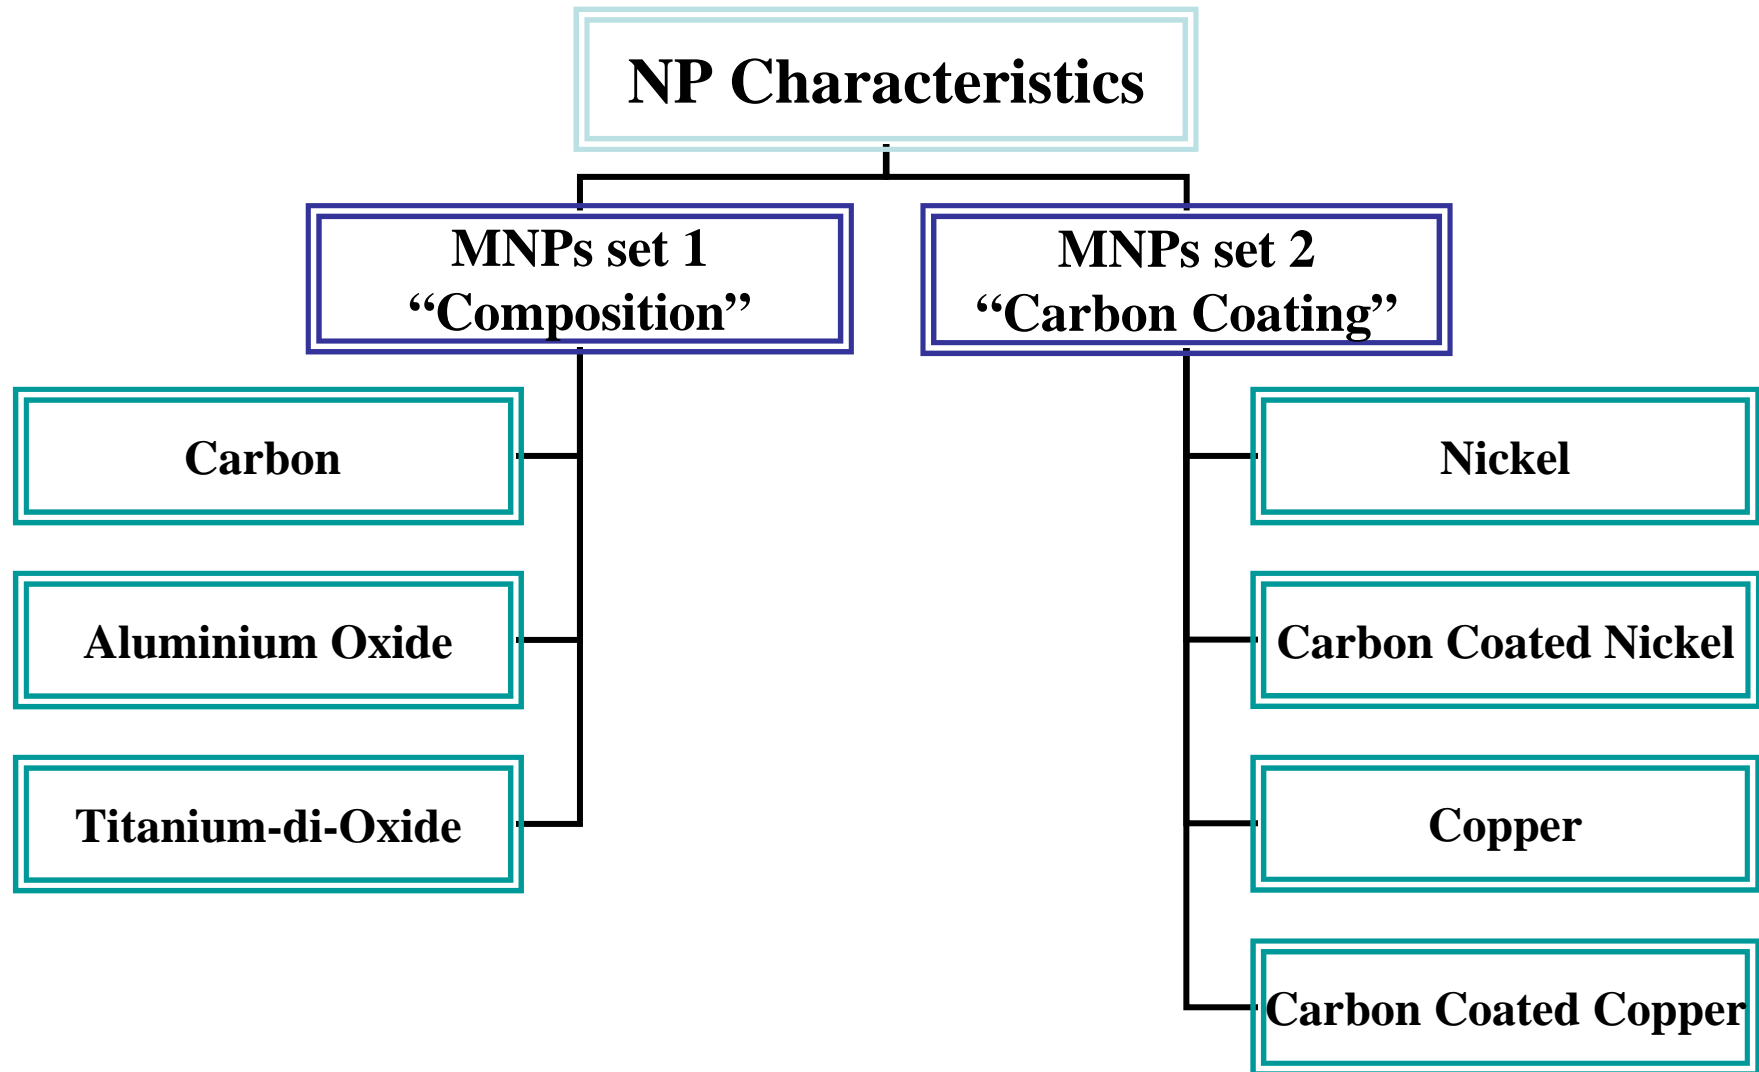 NP Characteristics
MNPs set 1
“Composition”
MNPs set 2
“Carbon Coating”
Carbon
Aluminium Oxide
Titanium-di-Oxide
Nickel
Carbon Coated Nickel
Copper
Carbon Coated Copper